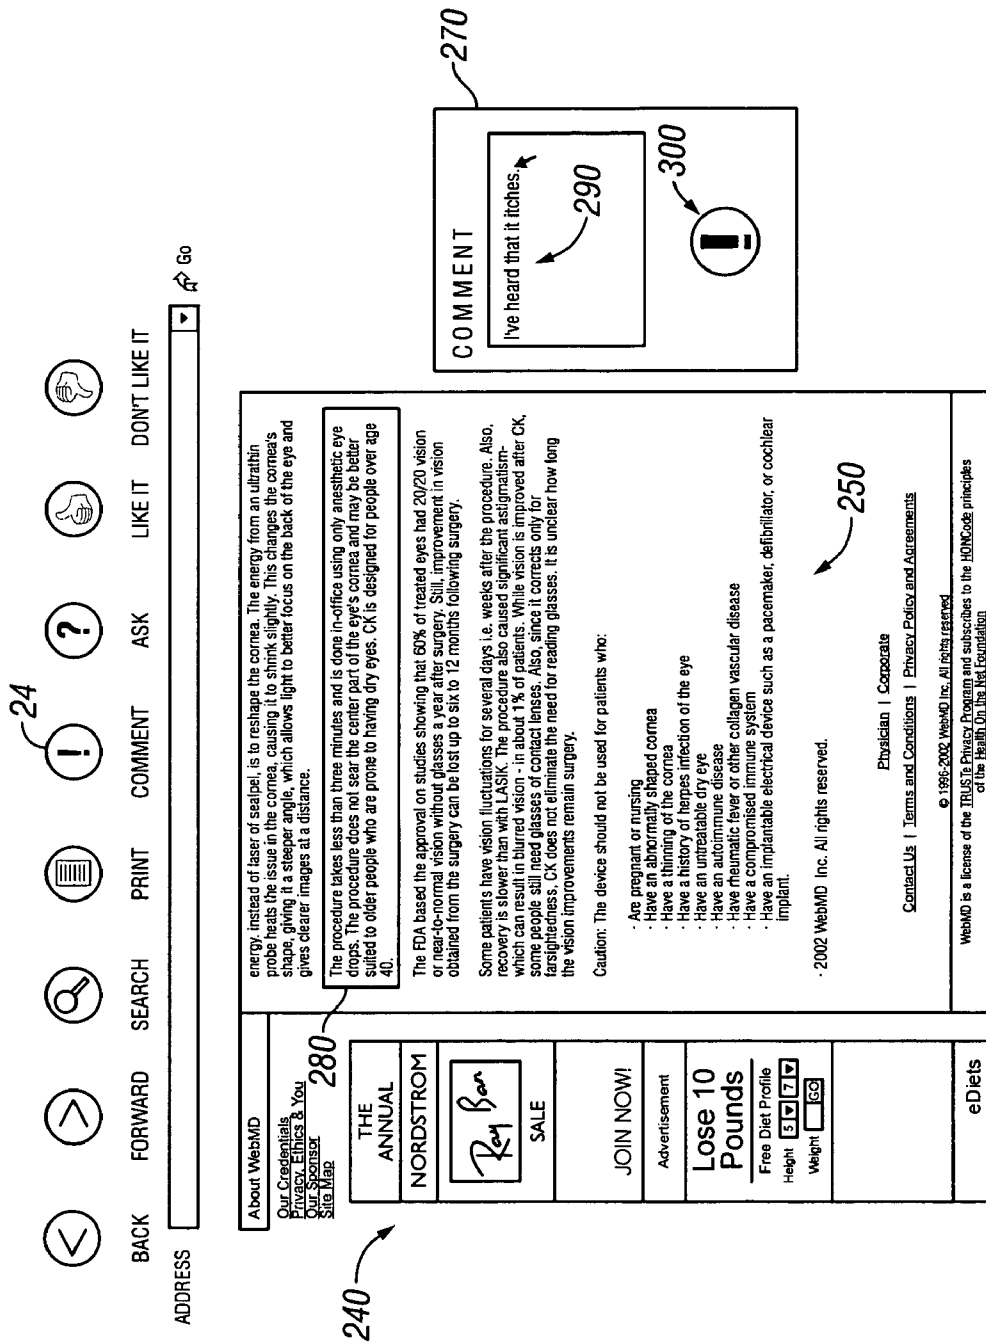 24
BACK
FORWARD
SEARCH
PRINT
COMMENT
ASK
LIKE IT
DON'T LIKE IT
ADDRESS
Go
240
About WebMD
Our Credentials
Privacy, Ethics & You
Our Sponsor
Site Map
280
THE
ANNUAL
NORDSTROM
Ray Ban
SALE
JOIN NOW!
Advertisement
Lose 10
Pounds
Free Diet Profile
Height 5 7
Weight GO
eDiets
energy, instead of laser of sealpel, is to reshape the cornea. The energy from an ultrathin
probe heats the issue in the cornea, causing it to shrink slightly. This changes the cornea's
shape, giving it a steeper angle, which allows light to better focus on the back of the eye and
gives clearer images at a distance.
The procedure takes less than three minutes and is done in-office using only anesthetic eye
drops. The procedure does not sear the center part of the eye's cornea and may be better
suited to older people who are prone to having dry eyes. CK is designed for people over age
40.
The FDA based the approval on studies showing that 60% of treated eyes had 20/20 vision
or near-to-normal vision without glasses a year after surgery. Still, improvement in vision
obtained from the surgery can be lost up to six to 12 months following surgery.
Some patients have vision fluctuations for several days i.e. weeks after the procedure. Also,
recovery is slower than with LASIK. The procedure also caused significant astigmatism-
which can result in blurred vision - in about 1% of patients. While vision is improved after CK,
some people still need glasses of contact lenses. Also, since it corrects only for
farsightedness, CK does not eliminate the need for reading glasses. It is unclear how long
the vision improvements remain surgery.
Caution: The device should not be used for patients who:
· Are pregnant or nursing
· Have an abnormally shaped cornea
· Have a thinning of the cornea
· Have a history of herpes infection of the eye
· Have an untreatable dry eye
· Have an autoimmune disease
· Have rheumatic fever or other collagen vascular disease
· Have a compromised immune system
· Have an implantable electrical device such as a pacemaker, defibrillator, or cochlear
implant.
· 2002 WebMD Inc. All rights reserved.
250
Physician | Corporate
Contact Us | Terms and Conditions | Privacy Policy and Agreements
© 1996-2002 WebMD Inc. All rights reserved
WebMD is a license of the TRUSTe Privacy Program and subscribes to the HONCode principles
of the Health On the Net Foundation
270
COMMENT
I've heard that it itches.
290
300